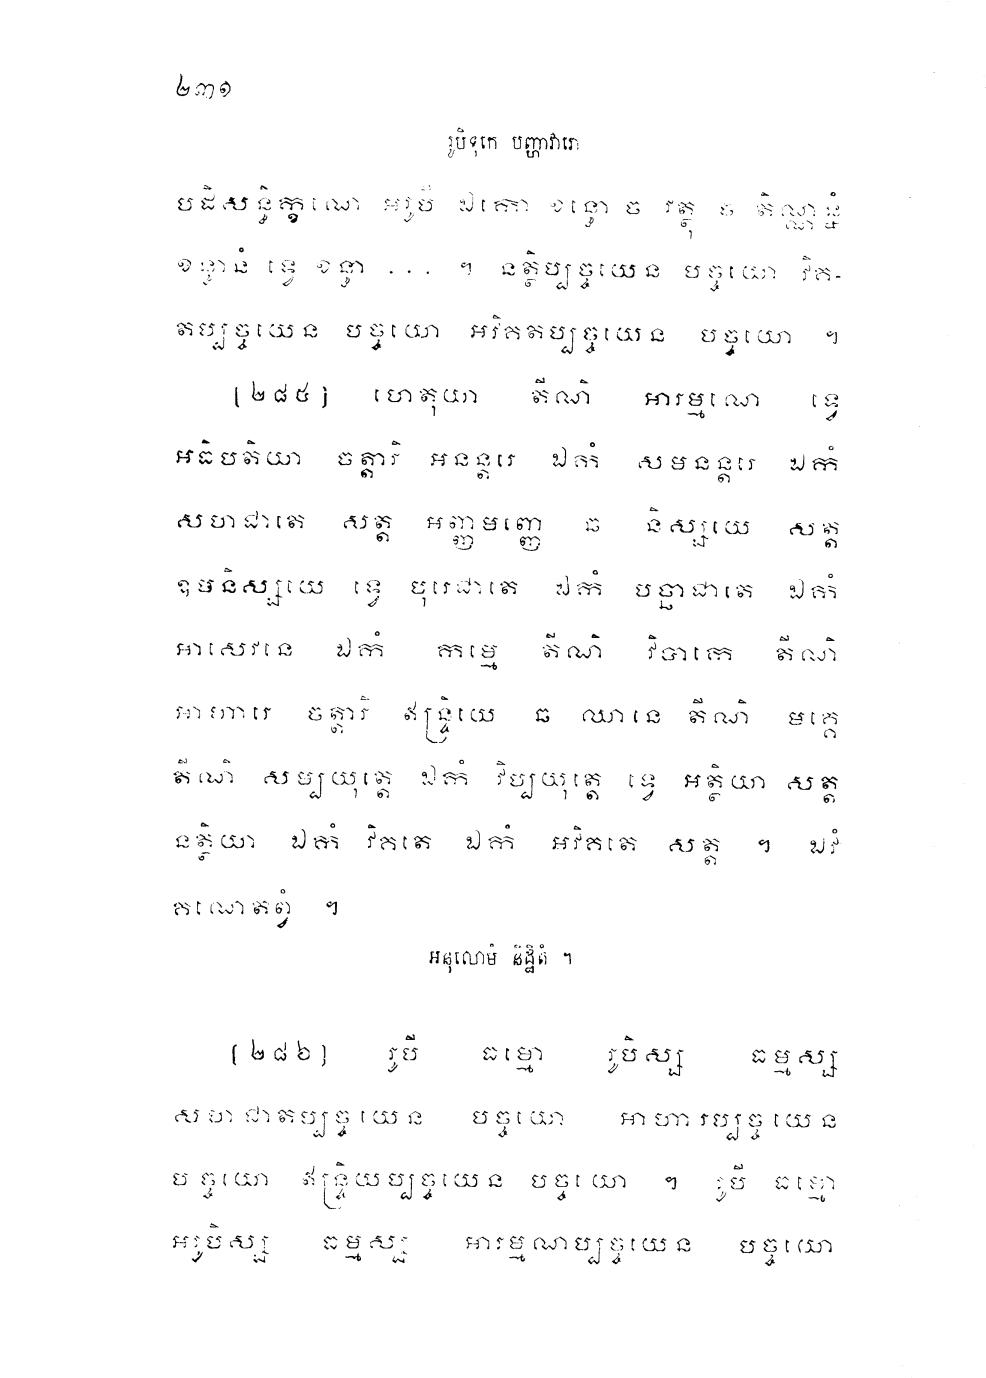 ២៣១
រូបិទុកេ បញ្ហាវារោ
បដិសន្ធិក្ខណេ អរូបី ឯកោ ខន្ធោ ច វត្ថុ ច តិណ្ណន្នំ
ខន្ធានំ ទ្វេ ខន្ធា ... ។ នត្ថិប្បច្ចយេន បច្ចយោ វិគ-
តប្បច្ចយេន បច្ចយោ អវិគតប្បច្ចយេន បច្ចយោ ។
[២៨៥] ហេតុយា តីណិ អារម្មណេ ទ្វេ
អធិបតិយា ចត្តារិ អនន្តរេ ឯកំ សមនន្តរេ ឯកំ
សហជាតេ សត្ត អញ្ញមញ្ញេ ឆ និស្សយេ សត្ត
ឧបនិស្សយេ ទ្វេ បុរេជាតេ ឯកំ បច្ឆាជាតេ ឯកំ
អាសេវនេ ឯកំ កម្មេ តីណិ វិបាកេ តីណិ
អាហារេ ចត្តារិ ឥន្ទ្រិយេ ឆ ឈានេ តីណិ មគ្គេ
តីណិ សម្បយុត្តេ ឯកំ វិប្បយុត្តេ ទ្វេ អត្ថិយា សត្ត
នត្ថិយា ឯកំ វិគតេ ឯកំ អវិគតេ សត្ត ។ ឯវំ
គណេតព្វំ ។
អនុលោមំ និដ្ឋិតំ ។
[២៨៦] រូបី ធម្មោ រូបិស្ស ធម្មស្ស
សហជាតប្បច្ចយេន បច្ចយោ អាហារប្បច្ចយេន
បច្ចយោ ឥន្ទ្រិយប្បច្ចយេន បច្ចយោ ។ រូបី ធម្មោ
អរូបិស្ស ធម្មស្ស អារម្មណប្បច្ចយេន បច្ចយោ